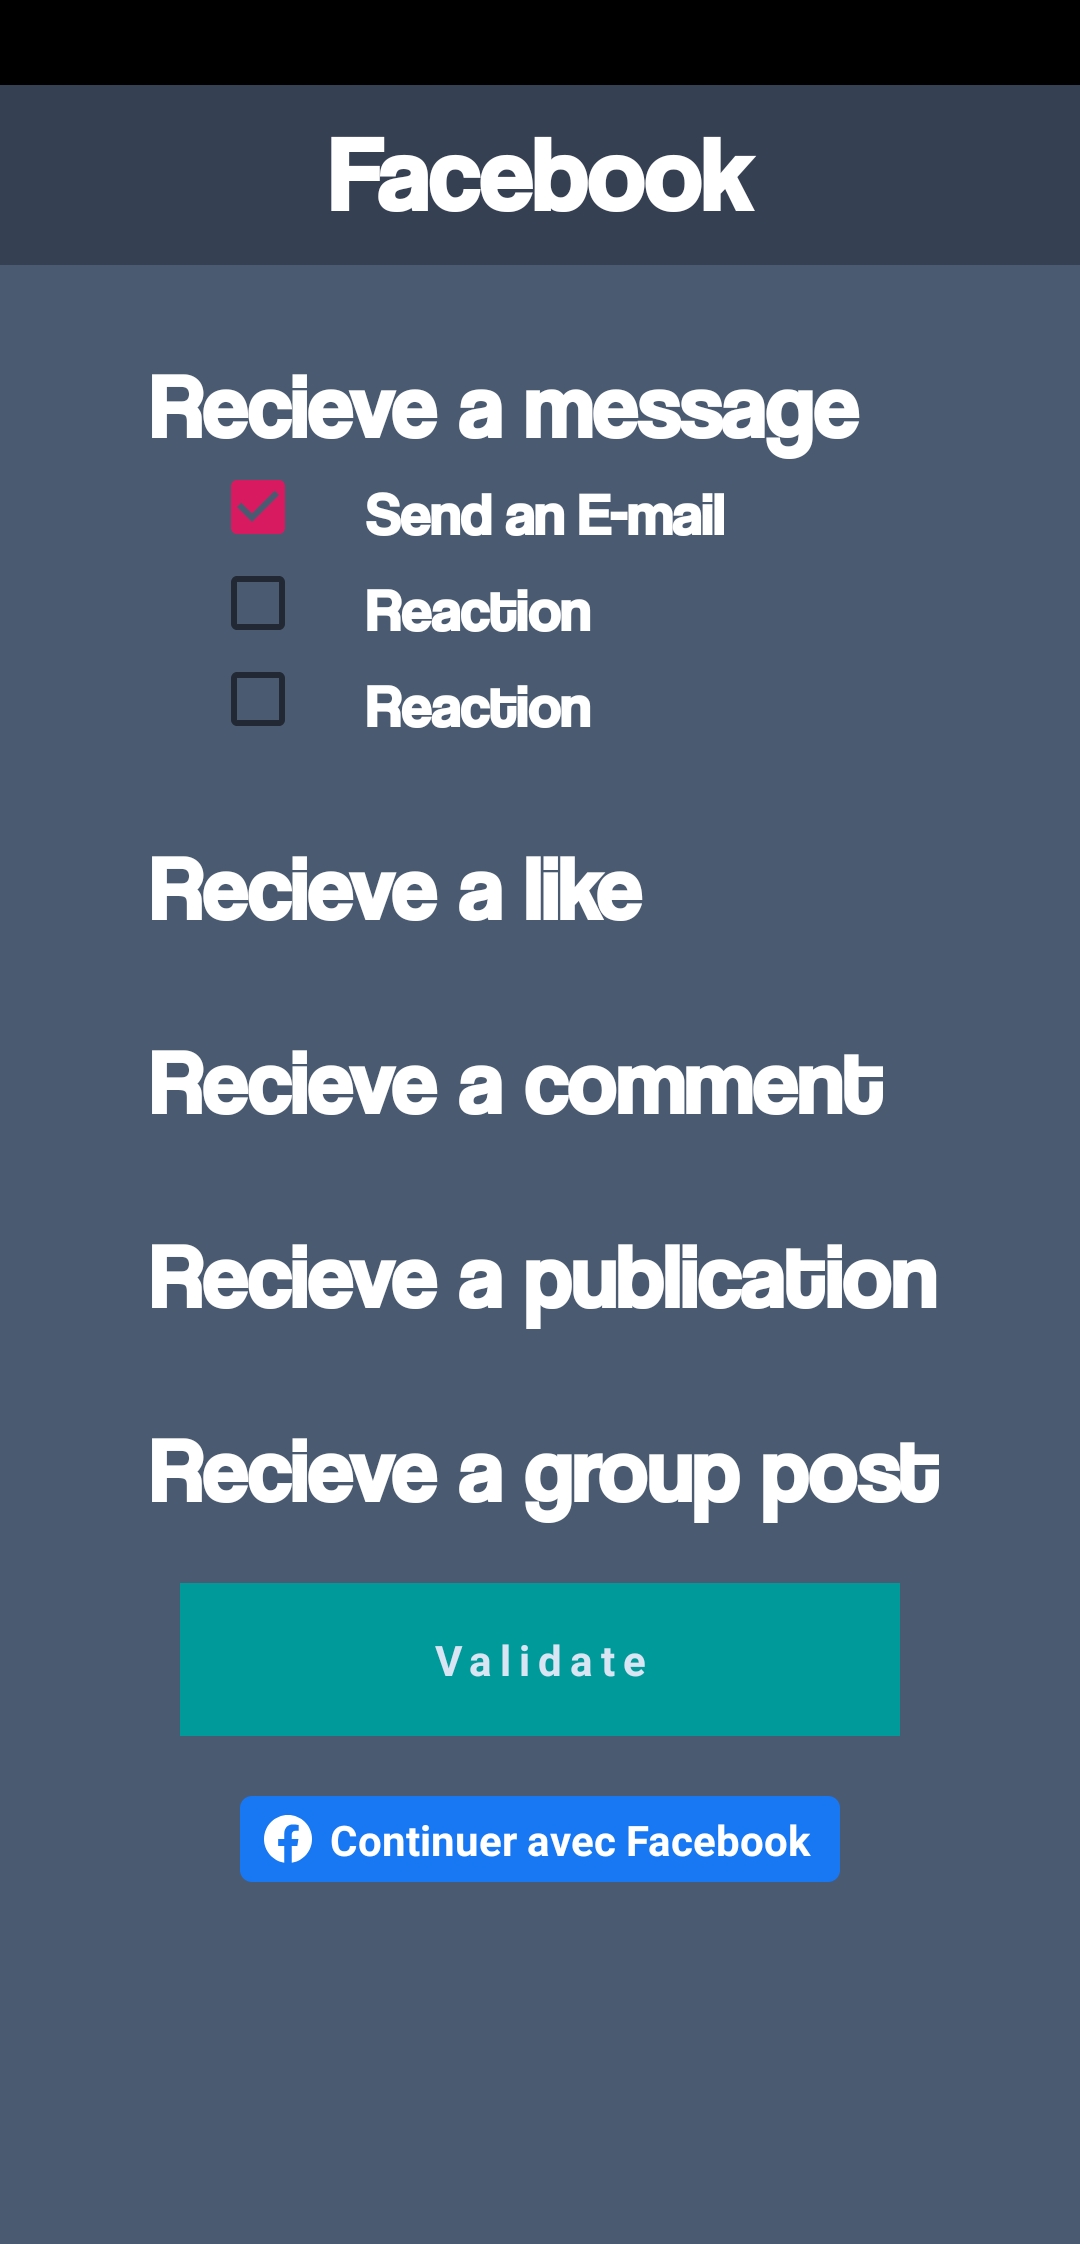 Facebook
Recieve a message
Send an E-mail
Reaction
Reaction
Recieve a like
Recieve a comment
Recieve a publication
Recieve a group post
Validate
Continuer avec Facebook